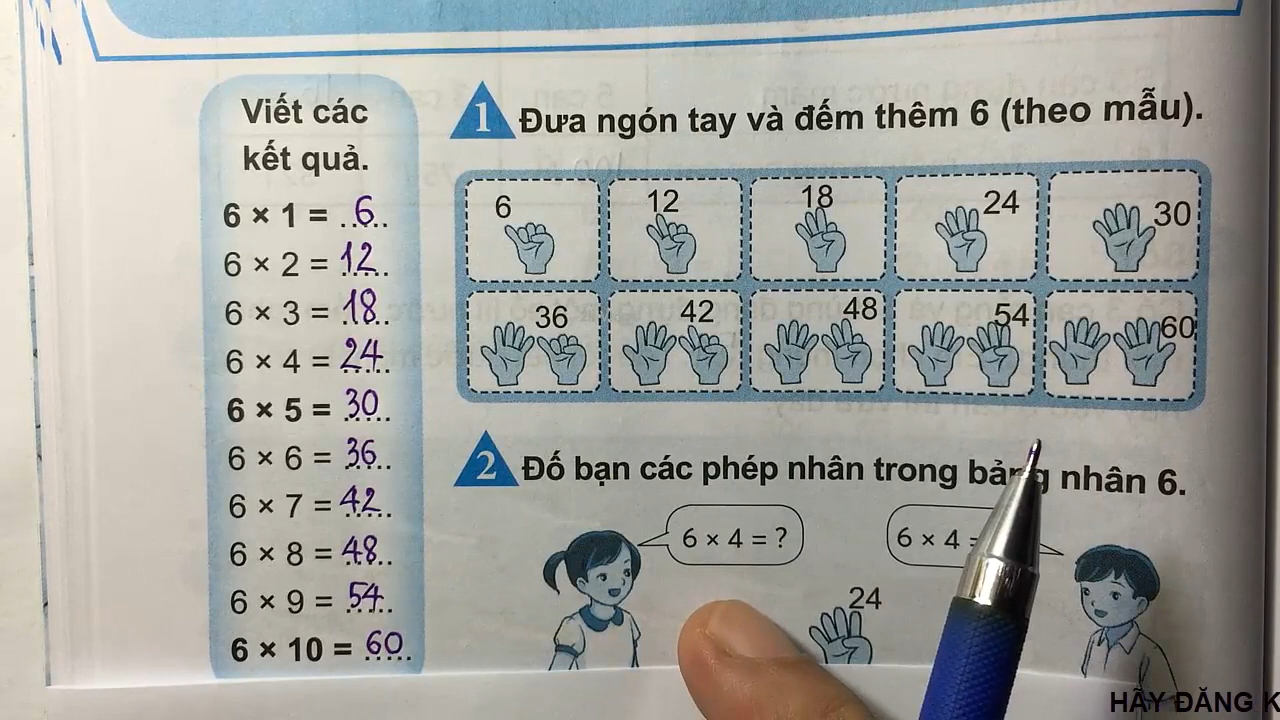 Viết các
kết quả.
6 × 1 = 6
6 × 2 = 12
6 × 3 = 18
6 × 4 = 24
6 × 5 = 30
6 × 6 = 36
6 × 7 = 42
6 × 8 = 48
6 × 9 = 54
6 × 10 = 60
1 Đưa ngón tay và đếm thêm 6 (theo mẫu).
6 12 18 24 30
36 42 48 54 60
2 Đố bạn các phép nhân trong bảng nhân 6.
6 × 4 = ?
6 × 4 =
24
HÃY ĐĂNG K